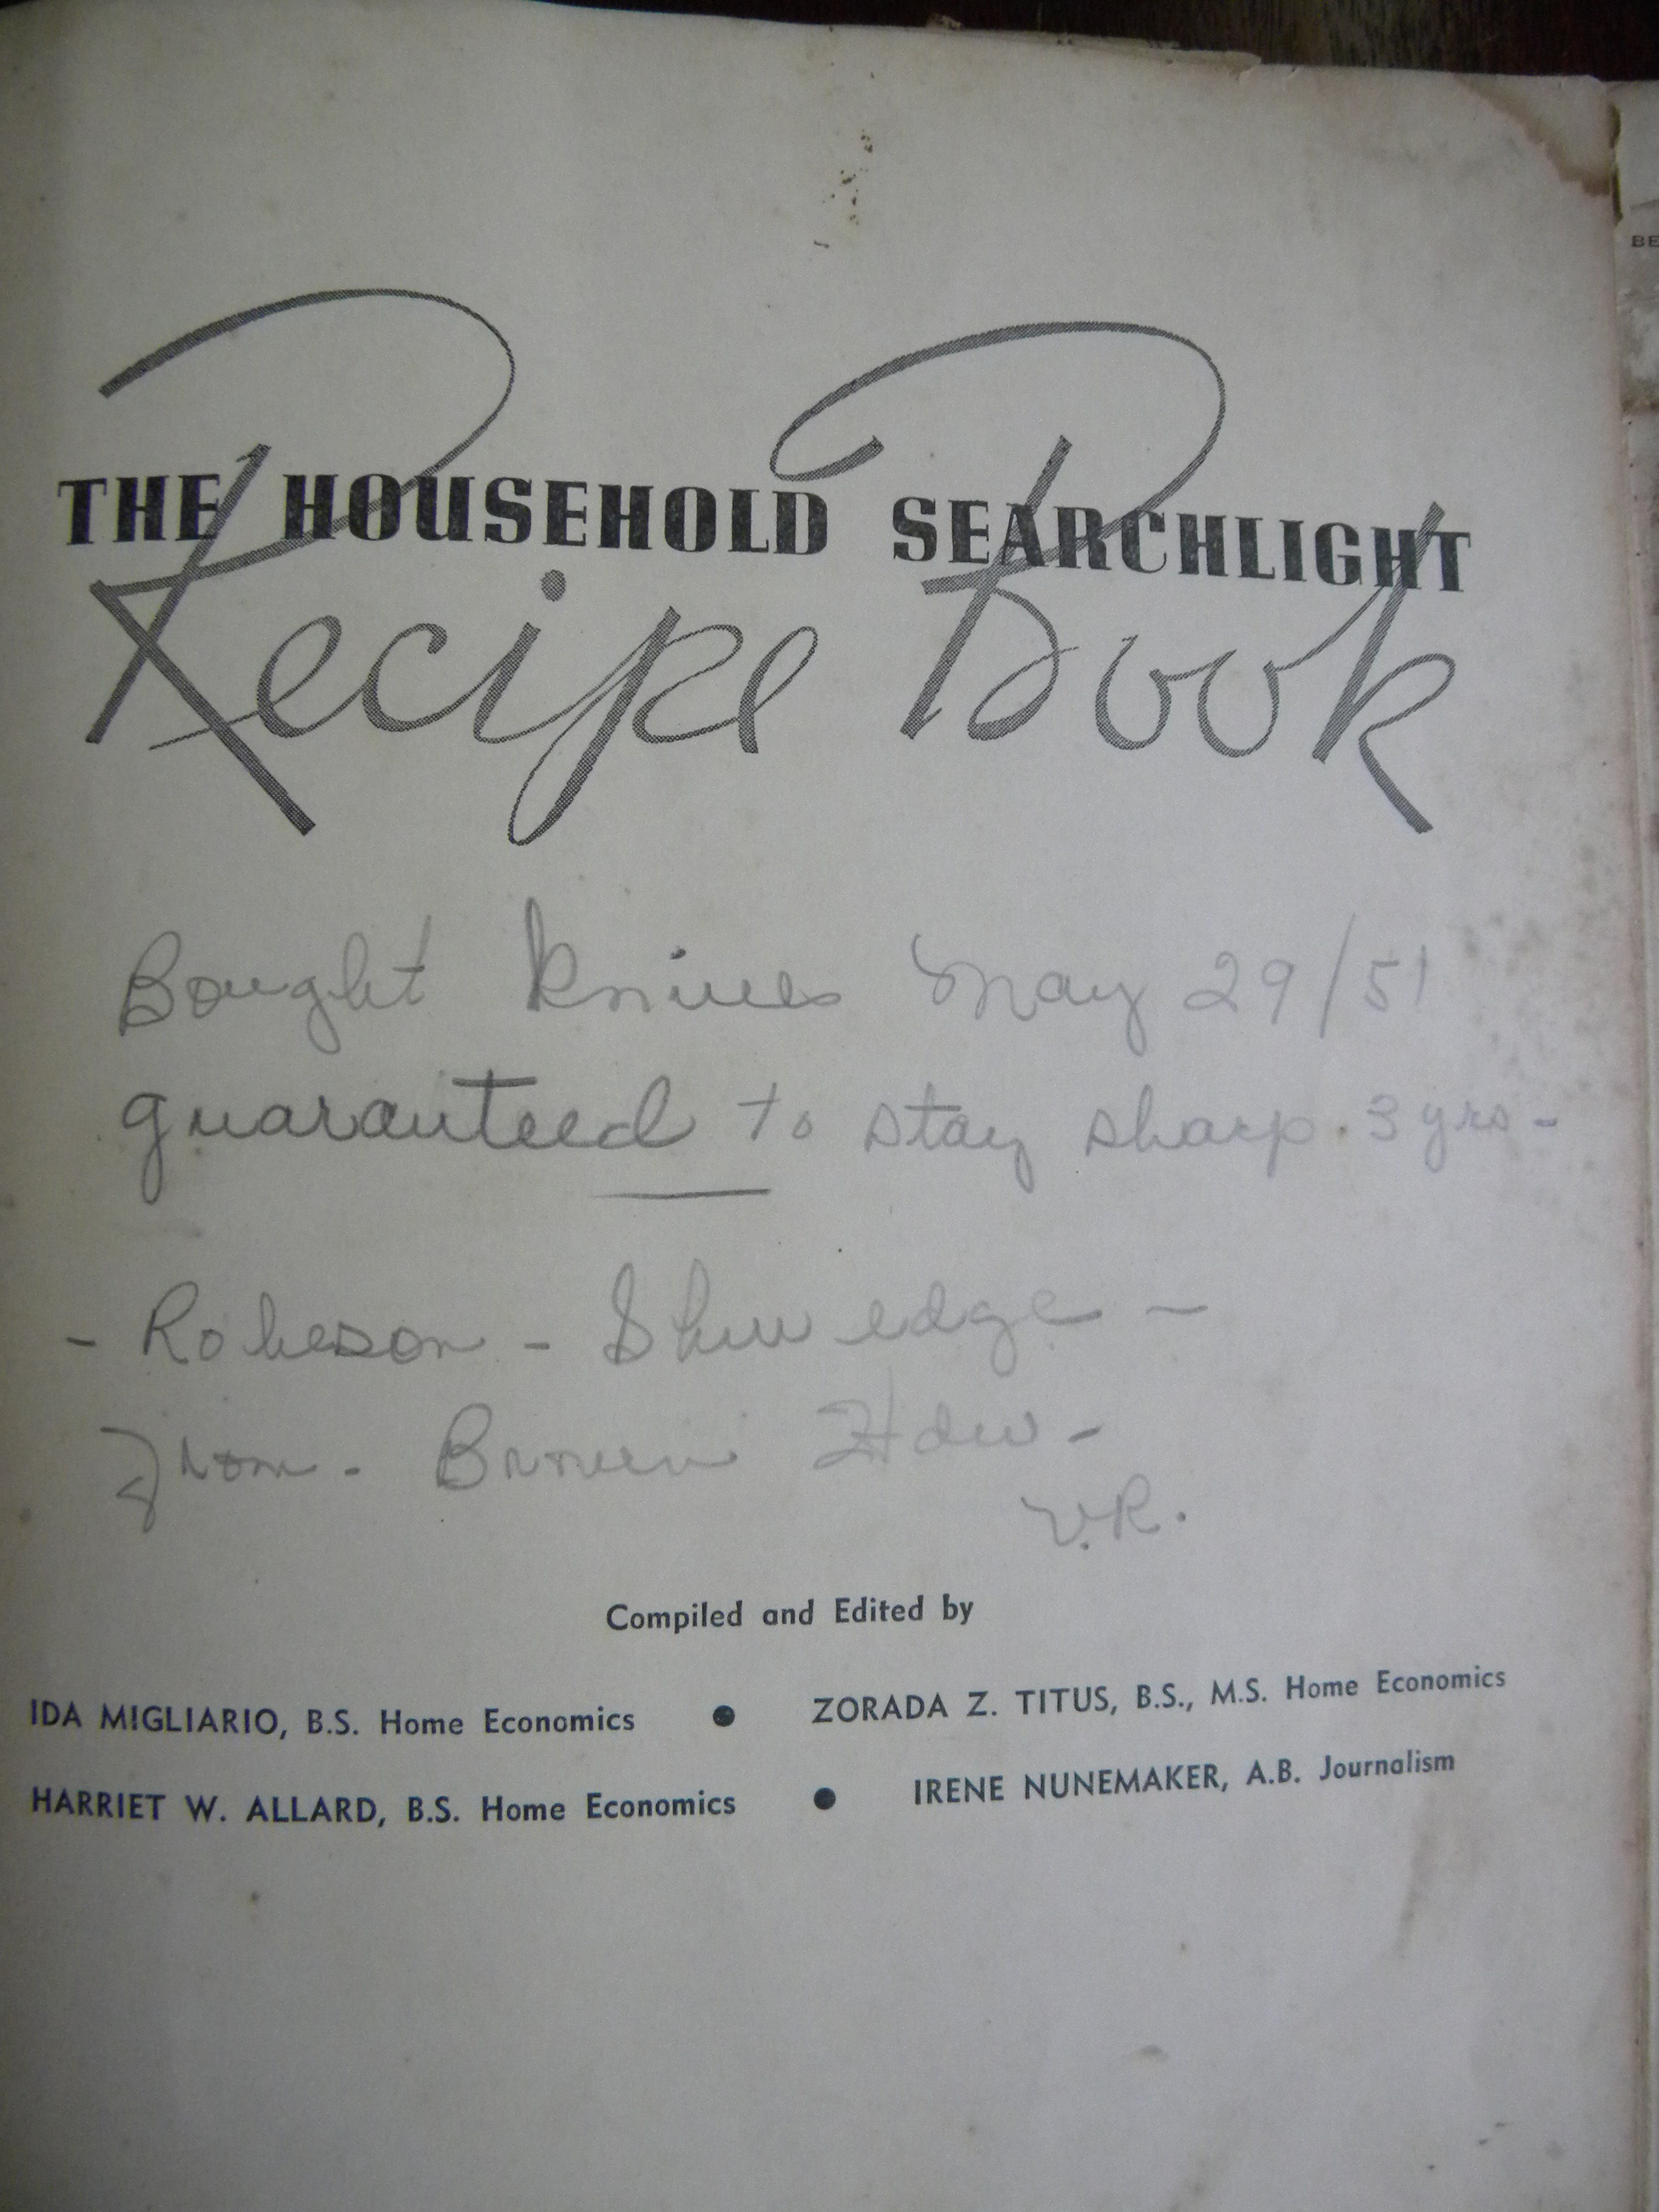 THE HOUSEHOLD SEARCHLIGHT
Recipe Book
Bought Knives May 29/51
guaranteed to stay sharp. 3 yrs-
- Robeson - Shur edge -
From - Brown Hdw -
V.R.
Compiled and Edited by
IDA MIGLIARIO, B.S. Home Economics ● ZORADA Z. TITUS, B.S., M.S. Home Economics
HARRIET W. ALLARD, B.S. Home Economics ● IRENE NUNEMAKER, A.B. Journalism
BE